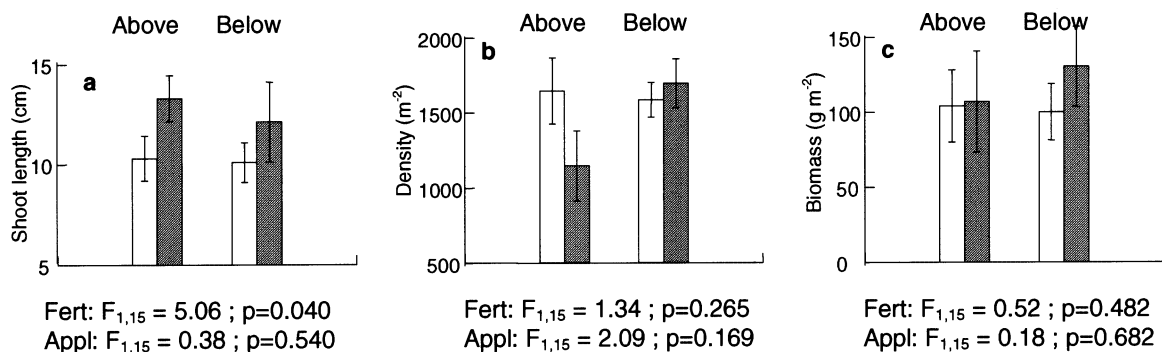 Above Below
a
Shoot length (cm)
15
10
5
Fert: F1,15 = 5.06 ; p=0.040
Appl: F1,15 = 0.38 ; p=0.540
Above Below
b
Density (m-2)
2000
1500
1000
500
Fert: F1,15 = 1.34 ; p=0.265
Appl: F1,15 = 2.09 ; p=0.169
Above Below
c
Biomass (g m-2)
150
100
50
0
Fert: F1,15 = 0.52 ; p=0.482
Appl: F1,15 = 0.18 ; p=0.682